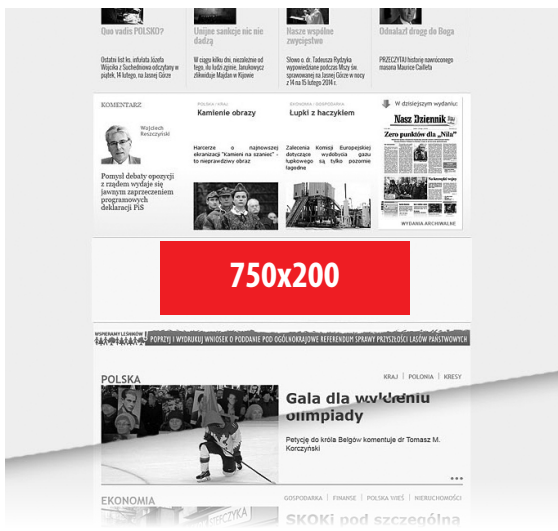 Quo vadis POLSKO?
Ostatni list ks. infułata Józefa
Wójcika z Suchedniowa odczytany w
piątek, 14 lutego, na Jasnej Górze
Unijne sankcje nic nie
dadzą
W ciągu kilku dni, niezależnie od
tego, ilu ludzi zginie, Janukowycz
zlikwiduje Majdan w Kijowie
Nasze wspólne
zwycięstwo
Słowo o. dr. Tadeusza Rydzyka
wypowiedziane podczas Mszy św.
sprawowanej na Jasnej Górze w nocy
z 14 na 15 lutego 2014 r.
Odnalazł drogę do Boga
PRZECZYTAJ historię nawróconego
masona Maurice Cailleta
KOMENTARZ
Wojciech
Reszczyński
Pomysł debaty opozycji
z rządem wydaje się
jawnym zaprzeczeniem
programowych
deklaracji PiS
POLSKA | KRAJ
Kamienie obrazy
Harcerze o najnowszej
ekranizacji "Kamieni na szaniec" -
to nieprawdziwy obraz
EKONOMIA | GOSPODARKA
Łupki z haczykiem
Zalecenia Komisji Europejskiej
dotyczące wydobycia gazu
łupkowego są tylko pozornie
łagodne
W dzisiejszym wydaniu:
Nasz Dziennik
Zero punktów dla „Nila”
WYDANIA ARCHIWALNE
750x200
WSPIERAMY LEŚNIKÓW
POPRZYJ I WYDRUKUJ WNIOSEK O PODDANIE POD OGÓLNOKRAJOWE REFERENDUM SPRAWY PRZYSZŁOŚCI LASÓW PAŃSTWOWYCH
POLSKA
KRAJ | POLONIA | KRESY
Gala dla
olimpiady
Petycję do króla Belgów komentuje dr Tomasz M.
Korczyński
EKONOMIA
GOSPODARKA | FINANSE | POLSKA WIEŚ | NIERUCHOMOŚCI
SKOKi pod szczególną